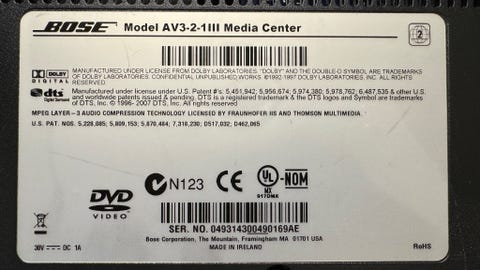 BOSE Model AV3-2-1III Media Center
2
MANUFACTURED UNDER LICENSE FROM DOLBY LABORATORIES. "DOLBY" AND THE DOUBLE-D SYMBOL ARE TRADEMARKS
OF DOLBY LABORATORIES. CONFIDENTIAL UNPUBLISHED WORKS ©1992-1997 DOLBY LABORATORIES, INC. ALL RIGHTS
RESERVED.
DOLBY
DIGITAL
dts
Digital Surround
Manufactured under license under U.S. Patent #'s: 5,451,942; 5,956,674; 5,974,380; 5,978,762; 6,487,535 & other U.S.
and worldwide patents issued & pending. DTS is a registered trademark & the DTS logos and Symbol are trademarks
of DTS, Inc. © 1996- 2007 DTS, Inc. All rights reserved
MPEG LAYER -3 AUDIO COMPRESSION TECHNOLOGY LICENSED BY FRAUNHOFER IIS AND THOMSON MULTIMEDIA.
U.S. PAT. NOS. 5,228,085; 5,809,153; 5,870,484; 7,318,230; D517,032; D462,065
DVD
VIDEO
N123 CE UL -NOM
MX
917DMA
SER. NO. 049314300490169AE
Bose Corporation, The Mountain, Framingham MA 01701 USA
MADE IN IRELAND
30V DC 1A
RoHS